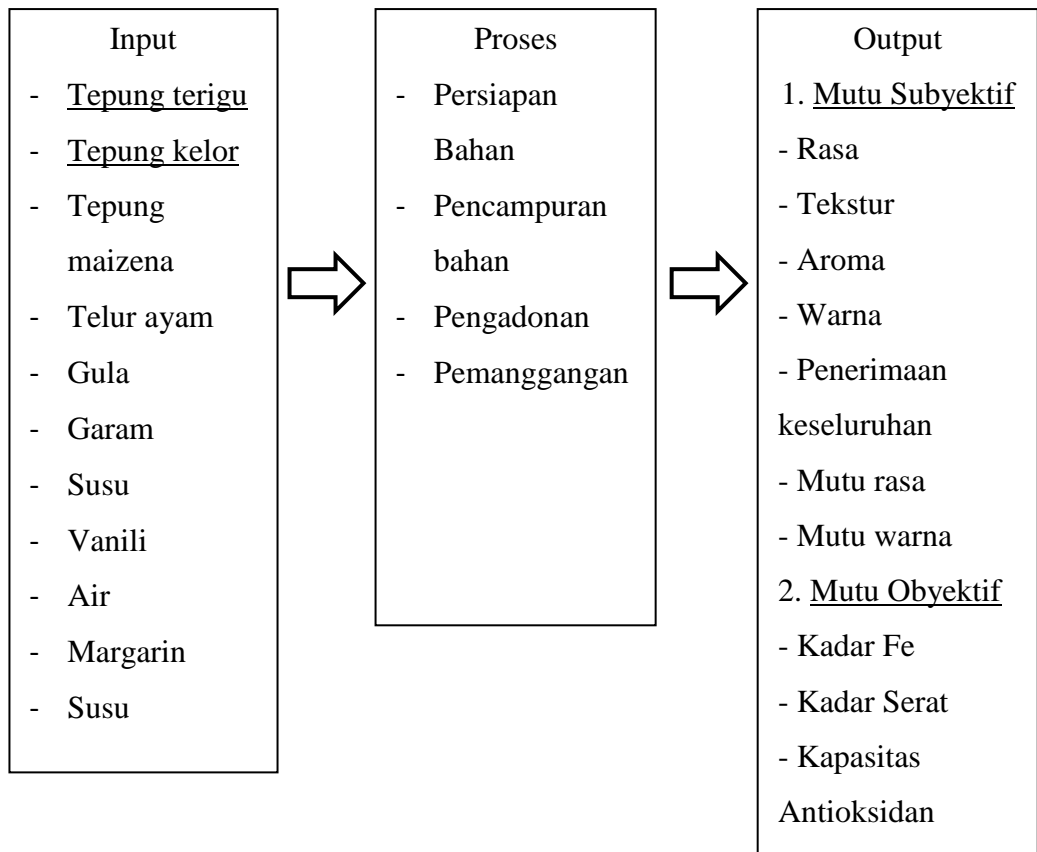 Input
- Tepung terigu
- Tepung kelor
- Tepung
maizena
- Telur ayam
- Gula
- Garam
- Susu
- Vanili
- Air
- Margarin
- Susu
Proses
- Persiapan
Bahan
- Pencampuran
bahan
- Pengadonan
- Pemanggangan
Output
1. Mutu Subyektif
- Rasa
- Tekstur
- Aroma
- Warna
- Penerimaan
keseluruhan
- Mutu rasa
- Mutu warna
2. Mutu Obyektif
- Kadar Fe
- Kadar Serat
- Kapasitas
Antioksidan